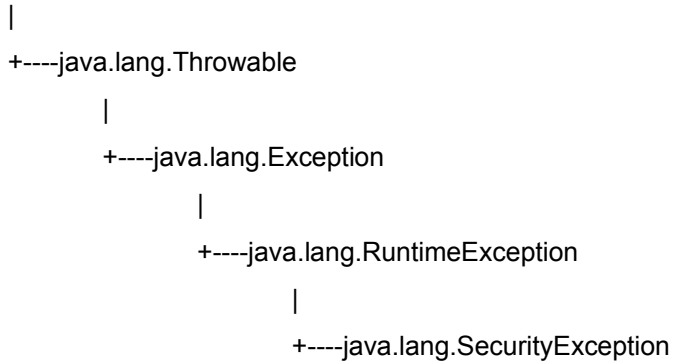 |
+----java.lang.Throwable
|
+----java.lang.Exception
|
+----java.lang.RuntimeException
|
+----java.lang.SecurityException